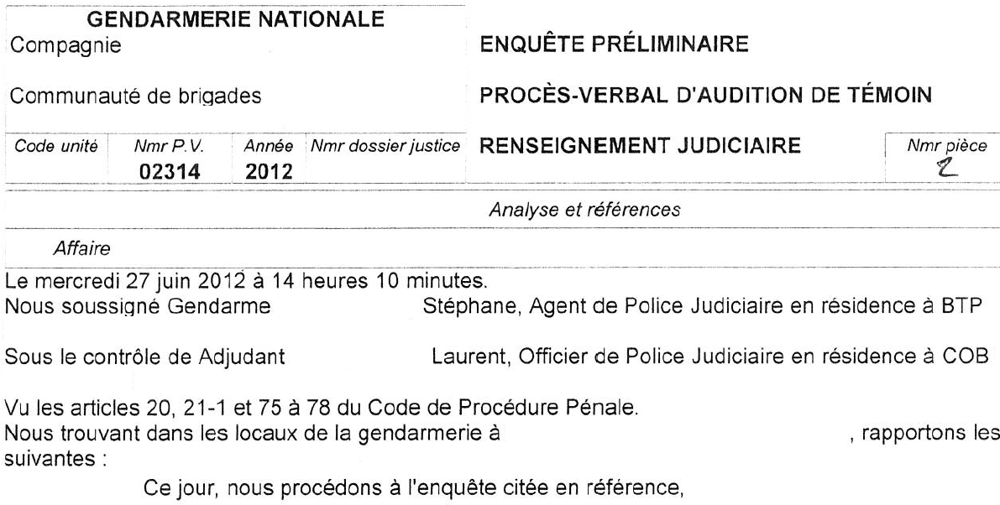 GENDARMERIE NATIONALE
Compagnie
Communauté de brigades
Code unité Nmr P.V. Année Nmr dossier justice
02314 2012
ENQUÊTE PRÉLIMINAIRE
PROCÈS-VERBAL D'AUDITION DE TÉMOIN
RENSEIGNEMENT JUDICIAIRE
Nmr pièce
2
Analyse et références
Affaire
Le mercredi 27 juin 2012 à 14 heures 10 minutes.
Nous soussigné Gendarme Stéphane, Agent de Police Judiciaire en résidence à BTP
Sous le contrôle de Adjudant Laurent, Officier de Police Judiciaire en résidence à COB
Vu les articles 20, 21-1 et 75 à 78 du Code de Procédure Pénale.
Nous trouvant dans les locaux de la gendarmerie à , rapportons les
suivantes :
Ce jour, nous procédons à l'enquête citée en référence,